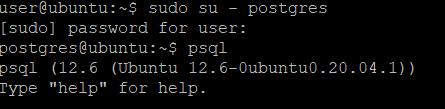 user@ubuntu:~$ sudo su - postgres
[sudo] password for user:
postgres@ubuntu:~$ psql
psql (12.6 (Ubuntu 12.6-0ubuntu0.20.04.1))
Type "help" for help.